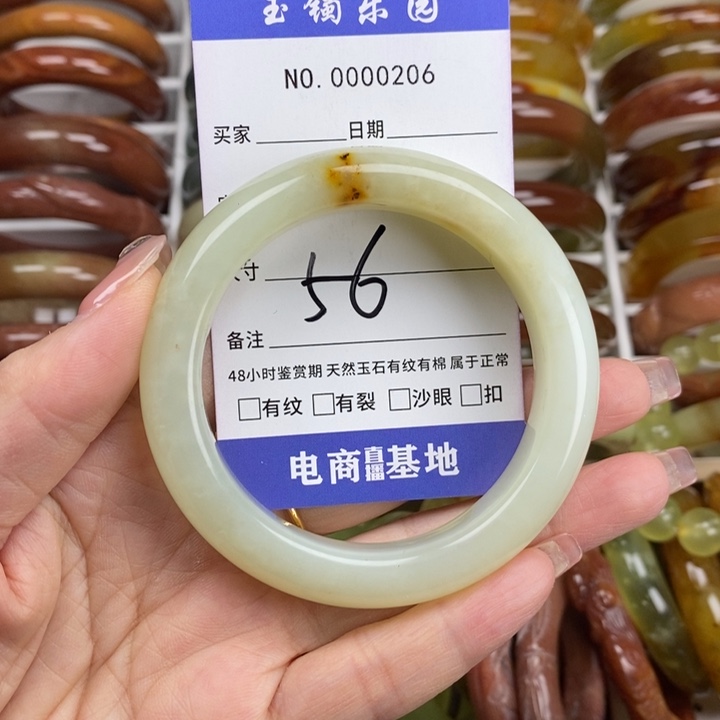 玉镯乐园
NO. 0000206
买家 日期
寸 56
备注
48小时鉴赏期 天然玉石有纹有棉 属于正常
□有纹 □有裂 □沙眼 □扣
电商直播基地